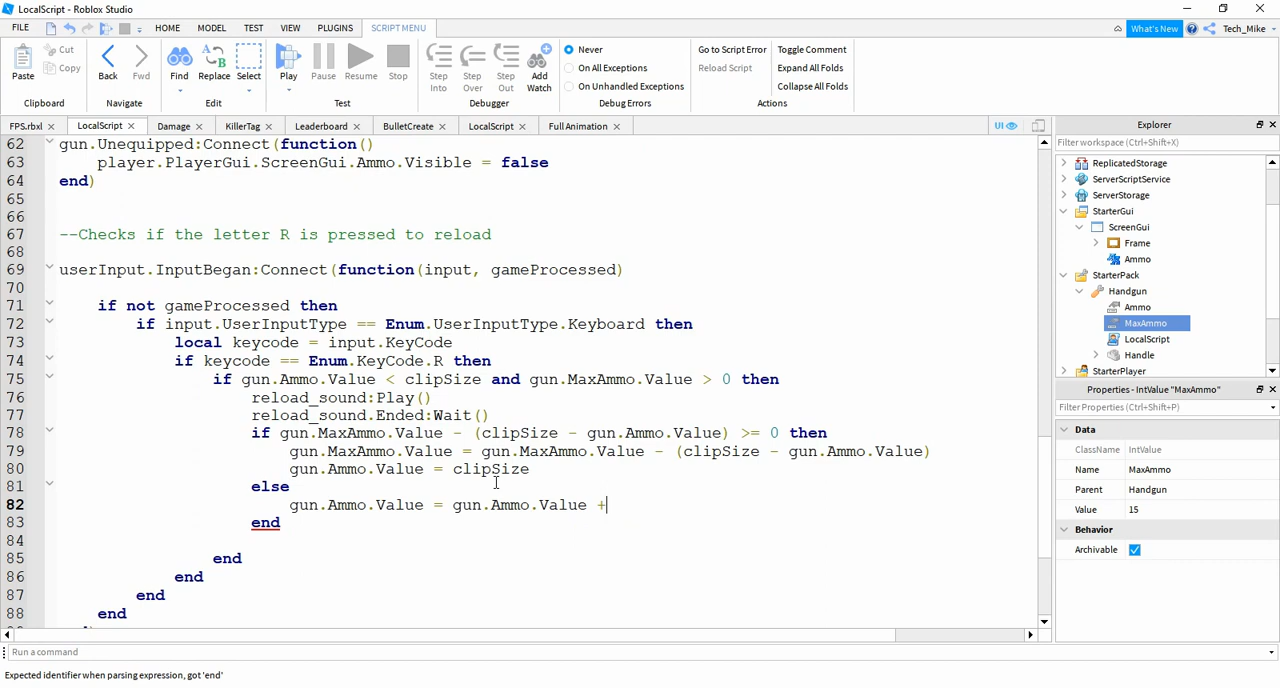 LocalScript - Roblox Studio
FILE HOME MODEL TEST VIEW PLUGINS SCRIPT MENU What's New Tech_Mike
Paste Cut Copy Back Fwd Find Replace Select Play Pause Resume Stop Step Into Step Over Step Out Add Watch
Never Go to Script Error Toggle Comment
On All Exceptions Reload Script Expand All Folds
On Unhandled Exceptions Collapse All Folds
Clipboard Navigate Edit Test Debugger Debug Errors Actions
FPS.rbxl LocalScript Damage KillerTag Leaderboard BulletCreate LocalScript Full Animation UI
62 gun.Unequipped:Connect(function()
63 player.PlayerGui.ScreenGui.Ammo.Visible = false
64 end)
65
66
67 --Checks if the letter R is pressed to reload
68
69 userInput.InputBegan:Connect(function(input, gameProcessed)
70
71 if not gameProcessed then
72 if input.UserInputType == Enum.UserInputType.Keyboard then
73 local keycode = input.KeyCode
74 if keycode == Enum.KeyCode.R then
75 if gun.Ammo.Value < clipSize and gun.MaxAmmo.Value > 0 then
76 reload_sound:Play()
77 reload_sound.Ended:Wait()
78 if gun.MaxAmmo.Value - (clipSize - gun.Ammo.Value) >= 0 then
79 gun.MaxAmmo.Value = gun.MaxAmmo.Value - (clipSize - gun.Ammo.Value)
80 gun.Ammo.Value = clipSize
81 else
82 gun.Ammo.Value = gun.Ammo.Value +
83 end
84
85 end
86 end
87 end
88 end
Explorer
Filter workspace (Ctrl+Shift+X)
ReplicatedStorage
ServerScriptService
ServerStorage
StarterGui
ScreenGui
Frame
Ammo
StarterPack
Handgun
Ammo
MaxAmmo
LocalScript
Handle
StarterPlayer
Properties - IntValue "MaxAmmo"
Filter Properties (Ctrl+Shift+P)
Data
ClassName IntValue
Name MaxAmmo
Parent Handgun
Value 15
Behavior
Archivable
Run a command
Expected identifier when parsing expression, got 'end'